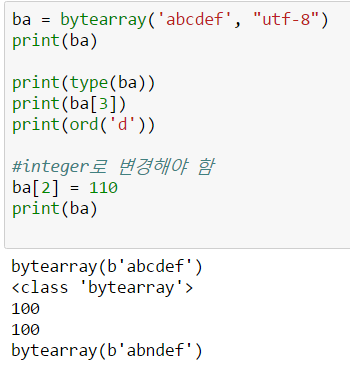 ba = bytearray('abcdef', "utf-8")
print(ba)
print(type(ba))
print(ba[3])
print(ord('d'))
#integer로 변경해야 함
ba[2] = 110
print(ba)
bytearray(b'abcdef')
<class 'bytearray'>
100
100
bytearray(b'abndef')